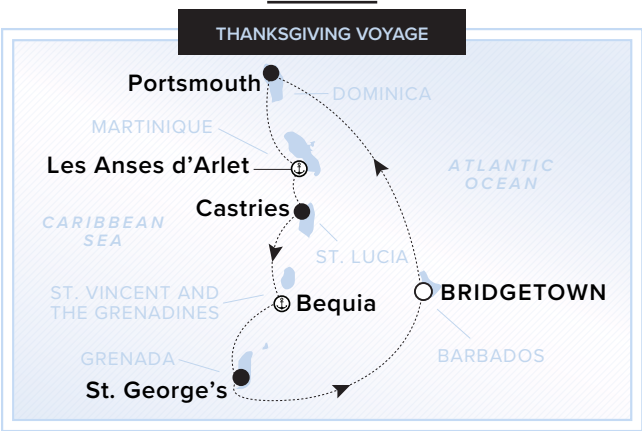 THANKSGIVING VOYAGE
Portsmouth
DOMINICA
MARTINIQUE
Les Anses d’Arlet
ATLANTIC
OCEAN
Castries
CARIBBEAN
SEA
ST. LUCIA
ST. VINCENT AND
THE GRENADINES
Bequia
BRIDGETOWN
GRENADA
BARBADOS
St. George’s